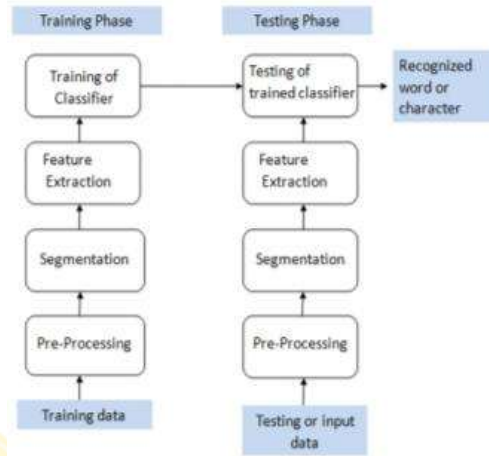 Training Phase
Training of
Classifier
Feature
Extraction
Segmentation
Pre-Processing
Training data
Testing Phase
Testing of
trained classifier
Feature
Extraction
Segmentation
Pre-Processing
Testing or input
data
Recognized
word or
character